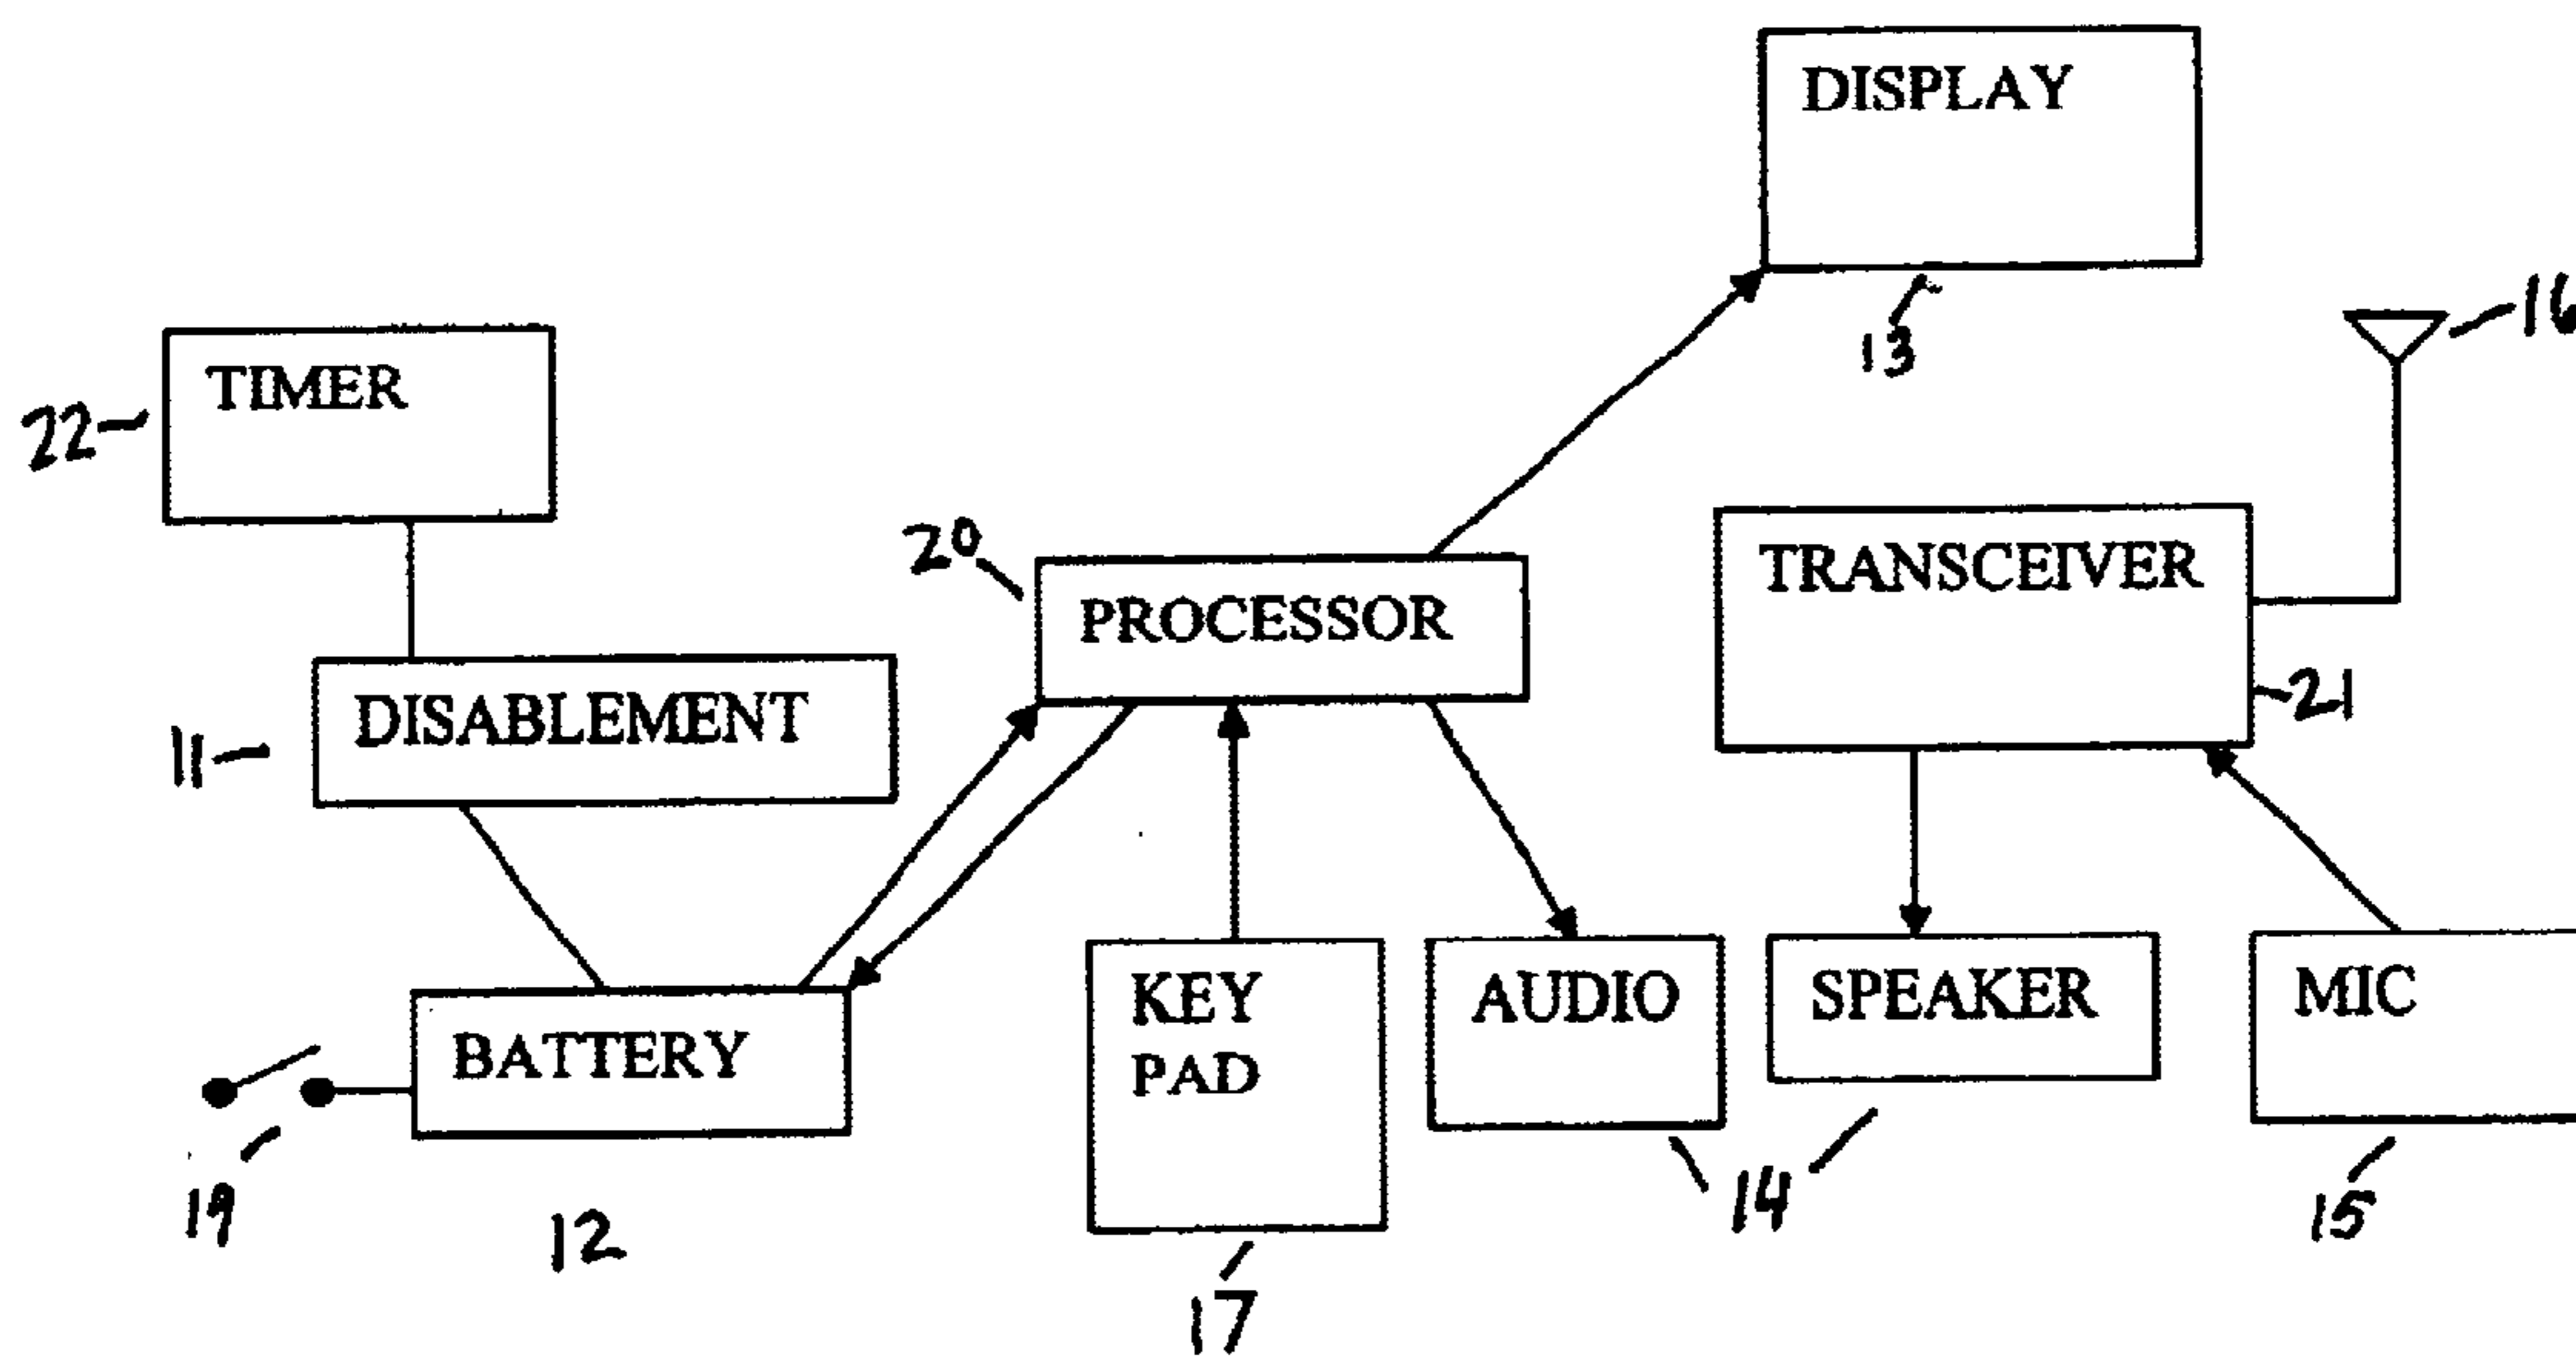 DISPLAY
13
16
TIMER
22
20
PROCESSOR
TRANSCEIVER
21
DISABLEMENT
11
BATTERY
19
12
KEY
PAD
17
AUDIO
SPEAKER
14
MIC
15